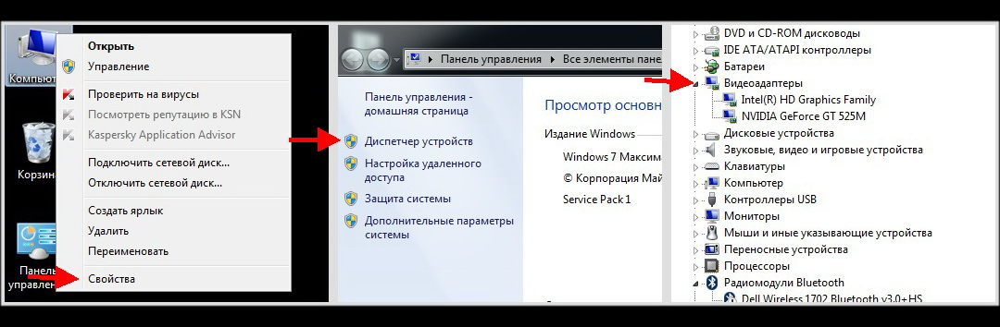 Компьют
Корзина
Панель
управлен
Открыть
Управление
Проверить на вирусы
Посмотреть репутацию в KSN
Kaspersky Application Advisor
Подключить сетевой диск...
Отключить сетевой диск...
Создать ярлык
Удалить
Переименовать
Свойства
Панель управления
Все элементы пане
Панель управления -
домашняя страница
Диспетчер устройств
Настройка удаленного
доступа
Защита системы
Дополнительные параметры
системы
Просмотр основн
Издание Windows
Windows 7 Максима
© Корпорация Май
Service Pack 1
DVD и CD-ROM дисководы
IDE ATA/ATAPI контроллеры
Батареи
Видеоадаптеры
Intel(R) HD Graphics Family
NVIDIA GeForce GT 525M
Дисковые устройства
Звуковые, видео и игровые устройства
Клавиатуры
Компьютер
Контроллеры USB
Мониторы
Мыши и иные указывающие устройства
Переносные устройства
Процессоры
Радиомодули Bluetooth
Dell Wireless 1702 Bluetooth v3.0+HS